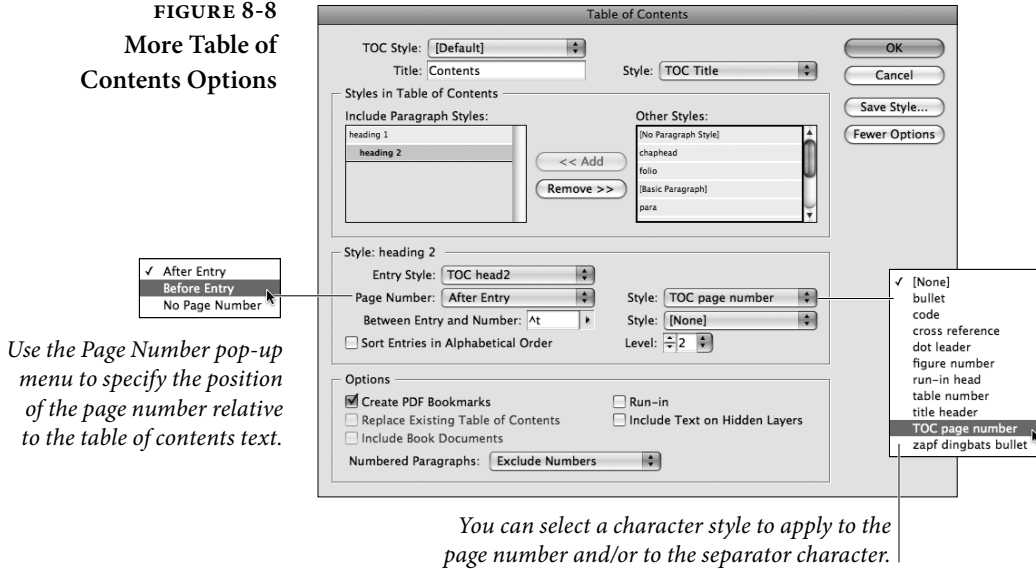 FIGURE 8-8
More Table of
Contents Options
Table of Contents
TOC Style: [Default]
Title: Contents
Style: TOC Title
OK
Cancel
Save Style...
Fewer Options
Styles in Table of Contents
Include Paragraph Styles:
heading 1
heading 2
<< Add
Remove >>
Other Styles:
[No Paragraph Style]
chaphead
folio
[Basic Paragraph]
para
Style: heading 2
Entry Style: TOC head2
Page Number: After Entry
Style: TOC page number
Between Entry and Number: ^t
Style: [None]
Sort Entries in Alphabetical Order
Level: 2
Options
Create PDF Bookmarks
Run-in
Replace Existing Table of Contents
Include Text on Hidden Layers
Include Book Documents
Numbered Paragraphs: Exclude Numbers
✓ After Entry
Before Entry
No Page Number
Use the Page Number pop-up
menu to specify the position
of the page number relative
to the table of contents text.
✓ [None]
bullet
code
cross reference
dot leader
figure number
run-in head
table number
title header
TOC page number
zapf dingbats bullet
You can select a character style to apply to the
page number and/or to the separator character.